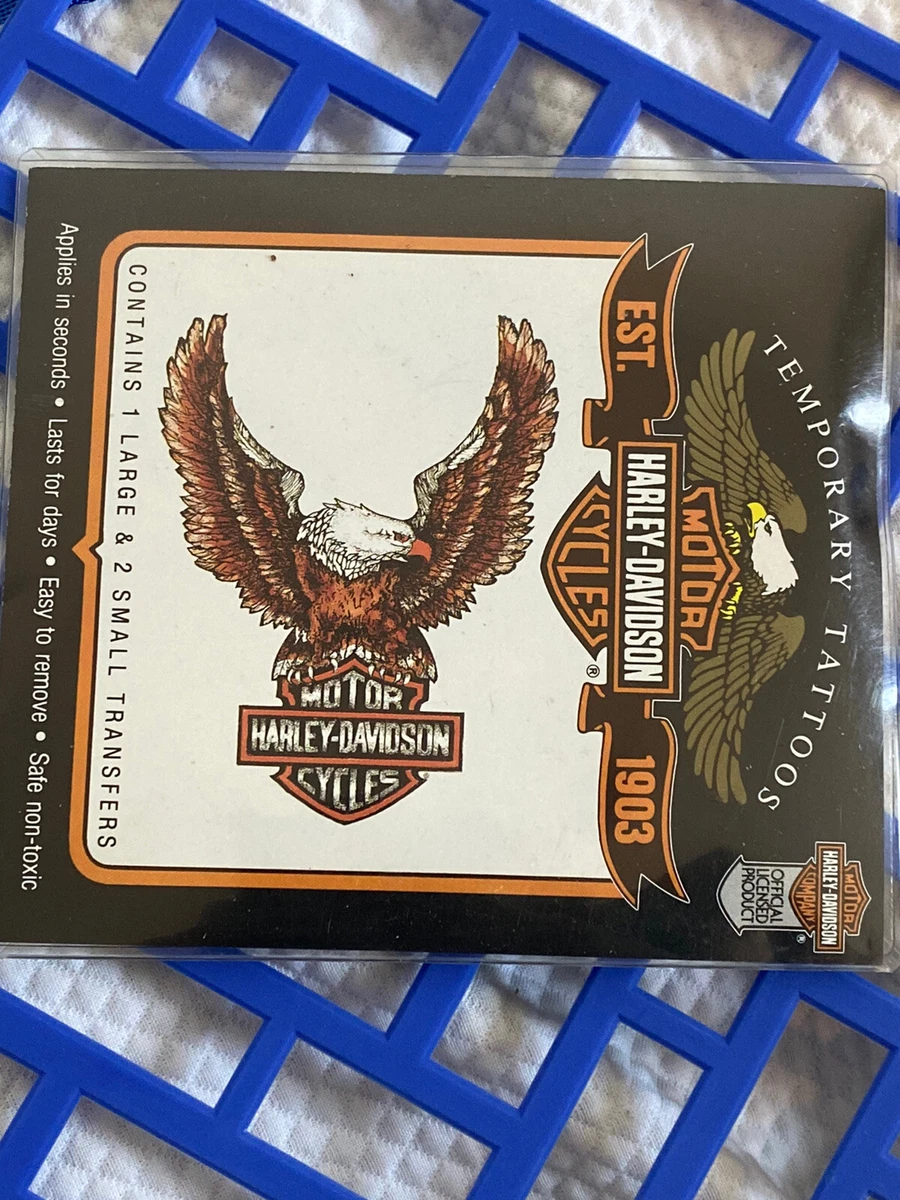 TEMPORARY TATTOOS
MOTOR
HARLEY-DAVIDSON
COMPANY
®
OFFICIAL
LICENSED
PRODUCT
EST.
MOTOR
HARLEY-DAVIDSON
CYCLES
®
1903
MOTOR
HARLEY-DAVIDSON
CYCLES
CONTAINS 1 LARGE & 2 SMALL TRANSFERS
Applies in seconds • Lasts for days • Easy to remove • Safe non-toxic